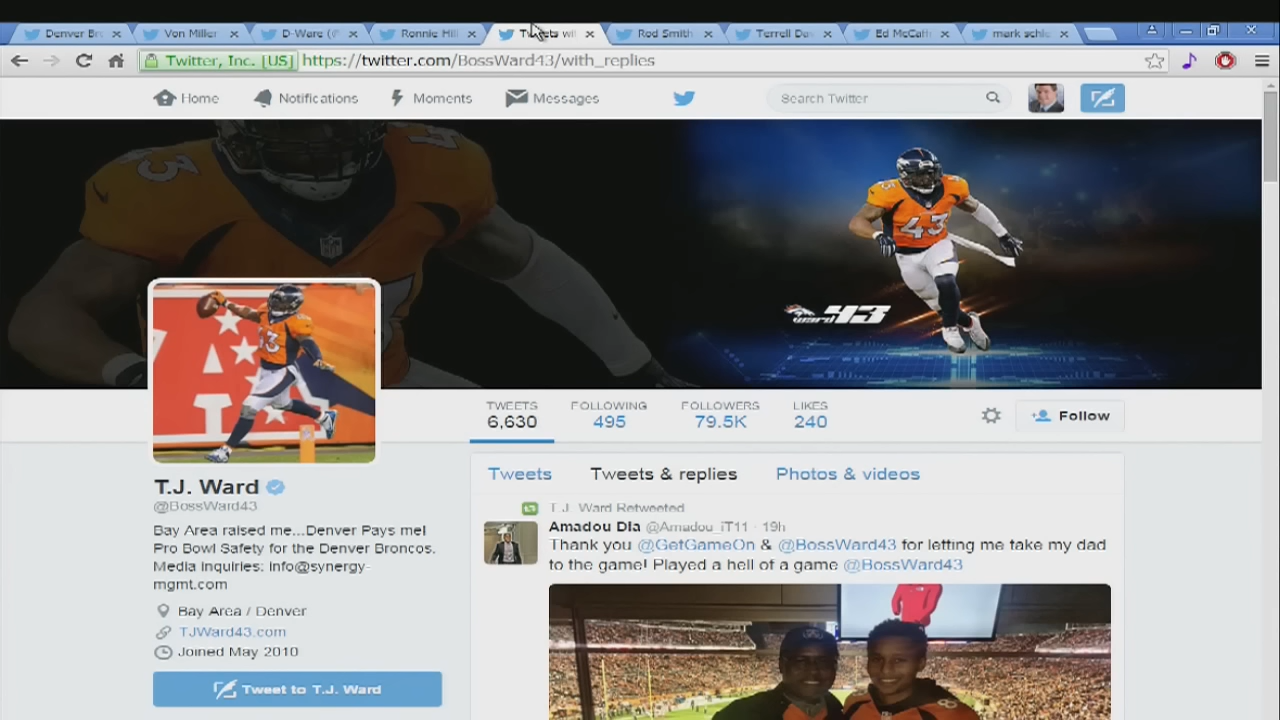 Denver Br
Von Miller
D-Ware (@
Ronnie Hil
Tweets wi
Rod Smith
Terrell Da
Ed McCaf
mark schl
Twitter, Inc. [US] https://twitter.com/BossWard43/with_replies
Home Notifications Moments Messages Search Twitter
43
43
ward 43
TWEETS FOLLOWING FOLLOWERS LIKES
6,630 495 79.5K 240
Follow
Tweets Tweets & replies Photos & videos
T.J. Ward
@BossWard43
Bay Area raised me...Denver Pays me!
Pro Bowl Safety for the Denver Broncos.
Media Inquiries: info@synergy-
mgmt.com
Bay Area / Denver
TJWard43.com
Joined May 2010
Tweet to T.J. Ward
T.J. Ward Retweeted
Amadou Dia @Amadou_iT11 · 19h
Thank you @GetGameOn & @BossWard43 for letting me take my dad
to the game! Played a hell of a game @BossWard43